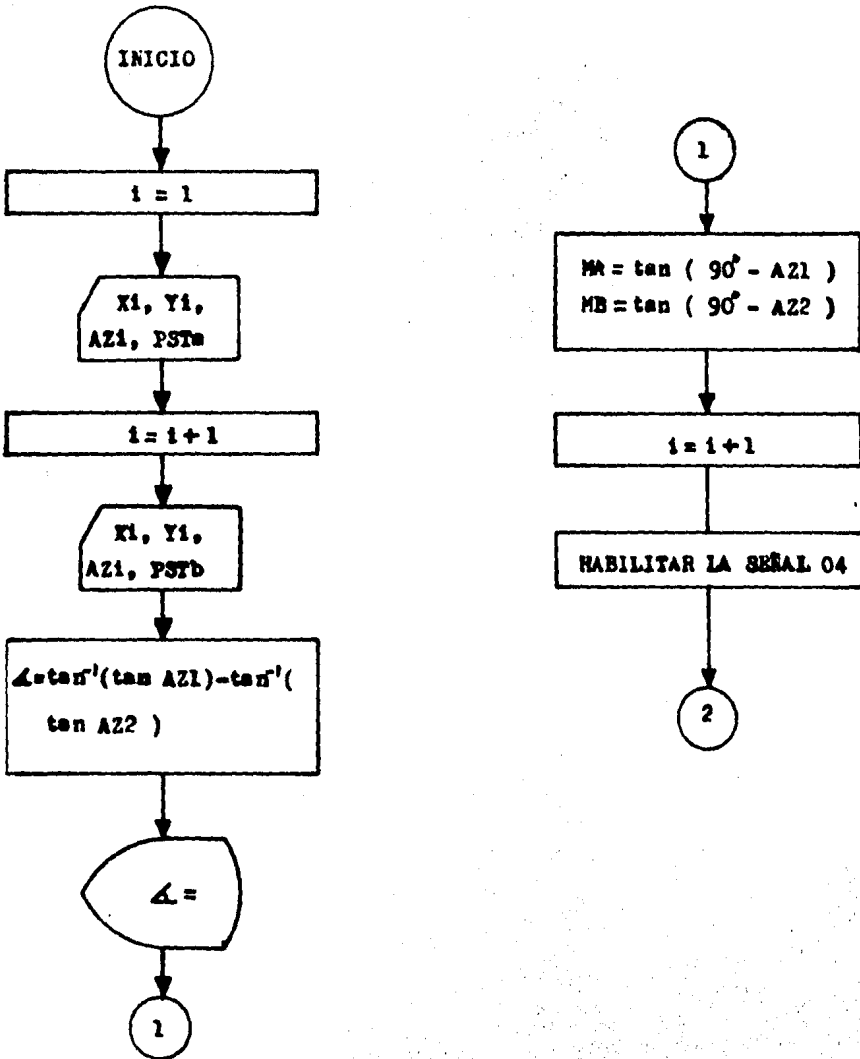 INICIO
i = 1
Xi, Yi,
AZi, PSTa
i = i + 1
Xi, Yi,
AZi, PSTb
∡=tan⁻¹(tan AZ1)-tan⁻¹(
tan AZ2 )
∡ =
1
1
MA = tan ( 90° - AZ1 )
MB = tan ( 90° - AZ2 )
i = i + 1
HABILITAR LA SEÑAL 04
2